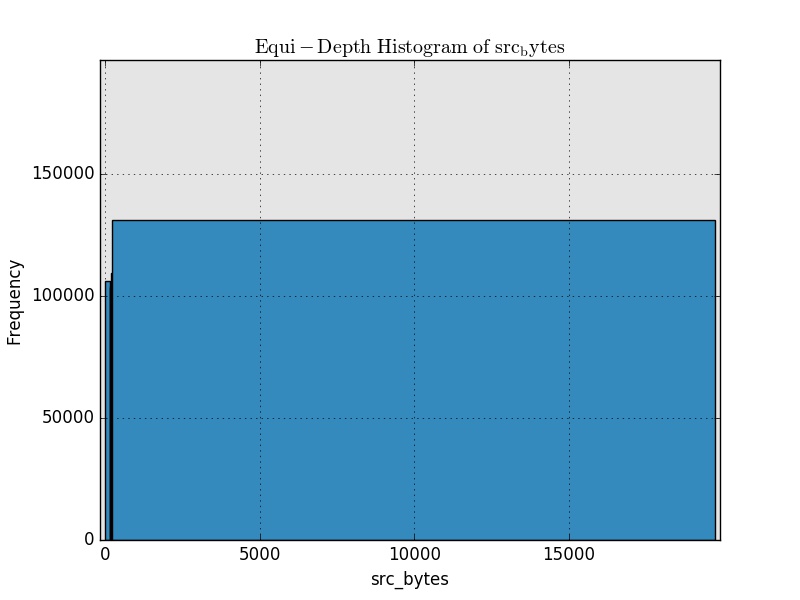 Equi − Depth Histogram of src_bytes
150000
100000
50000
0
Frequency
0 5000 10000 15000
src_bytes